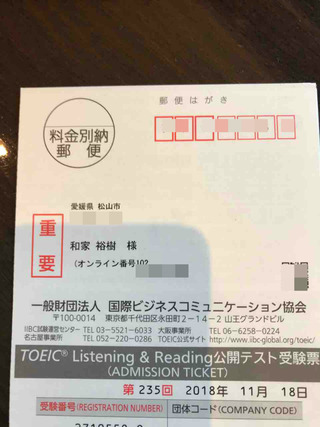 郵便はがき
料金別納
郵便
愛媛県 松山市
重要
和家 裕樹 様
(オンライン番号102
一般財団法人 国際ビジネスコミュニケーション協会
〒100-0014 東京都千代田区永田町2-14-2 山王グランドビル
IIBC試験運営センター TEL 03-5521-6033 大阪事業所 TEL 06-6258-0224
名古屋事業所 TEL 052-220-0286 TOEIC公式サイト http://www.iibc-global.org/toeic/
TOEIC® Listening & Reading公開テスト受験票
(ADMISSION TICKET)
第 235回 2018年 11月 18日
受験番号(REGISTRATION NUMBER) 団体コード(COMPANY CODE)